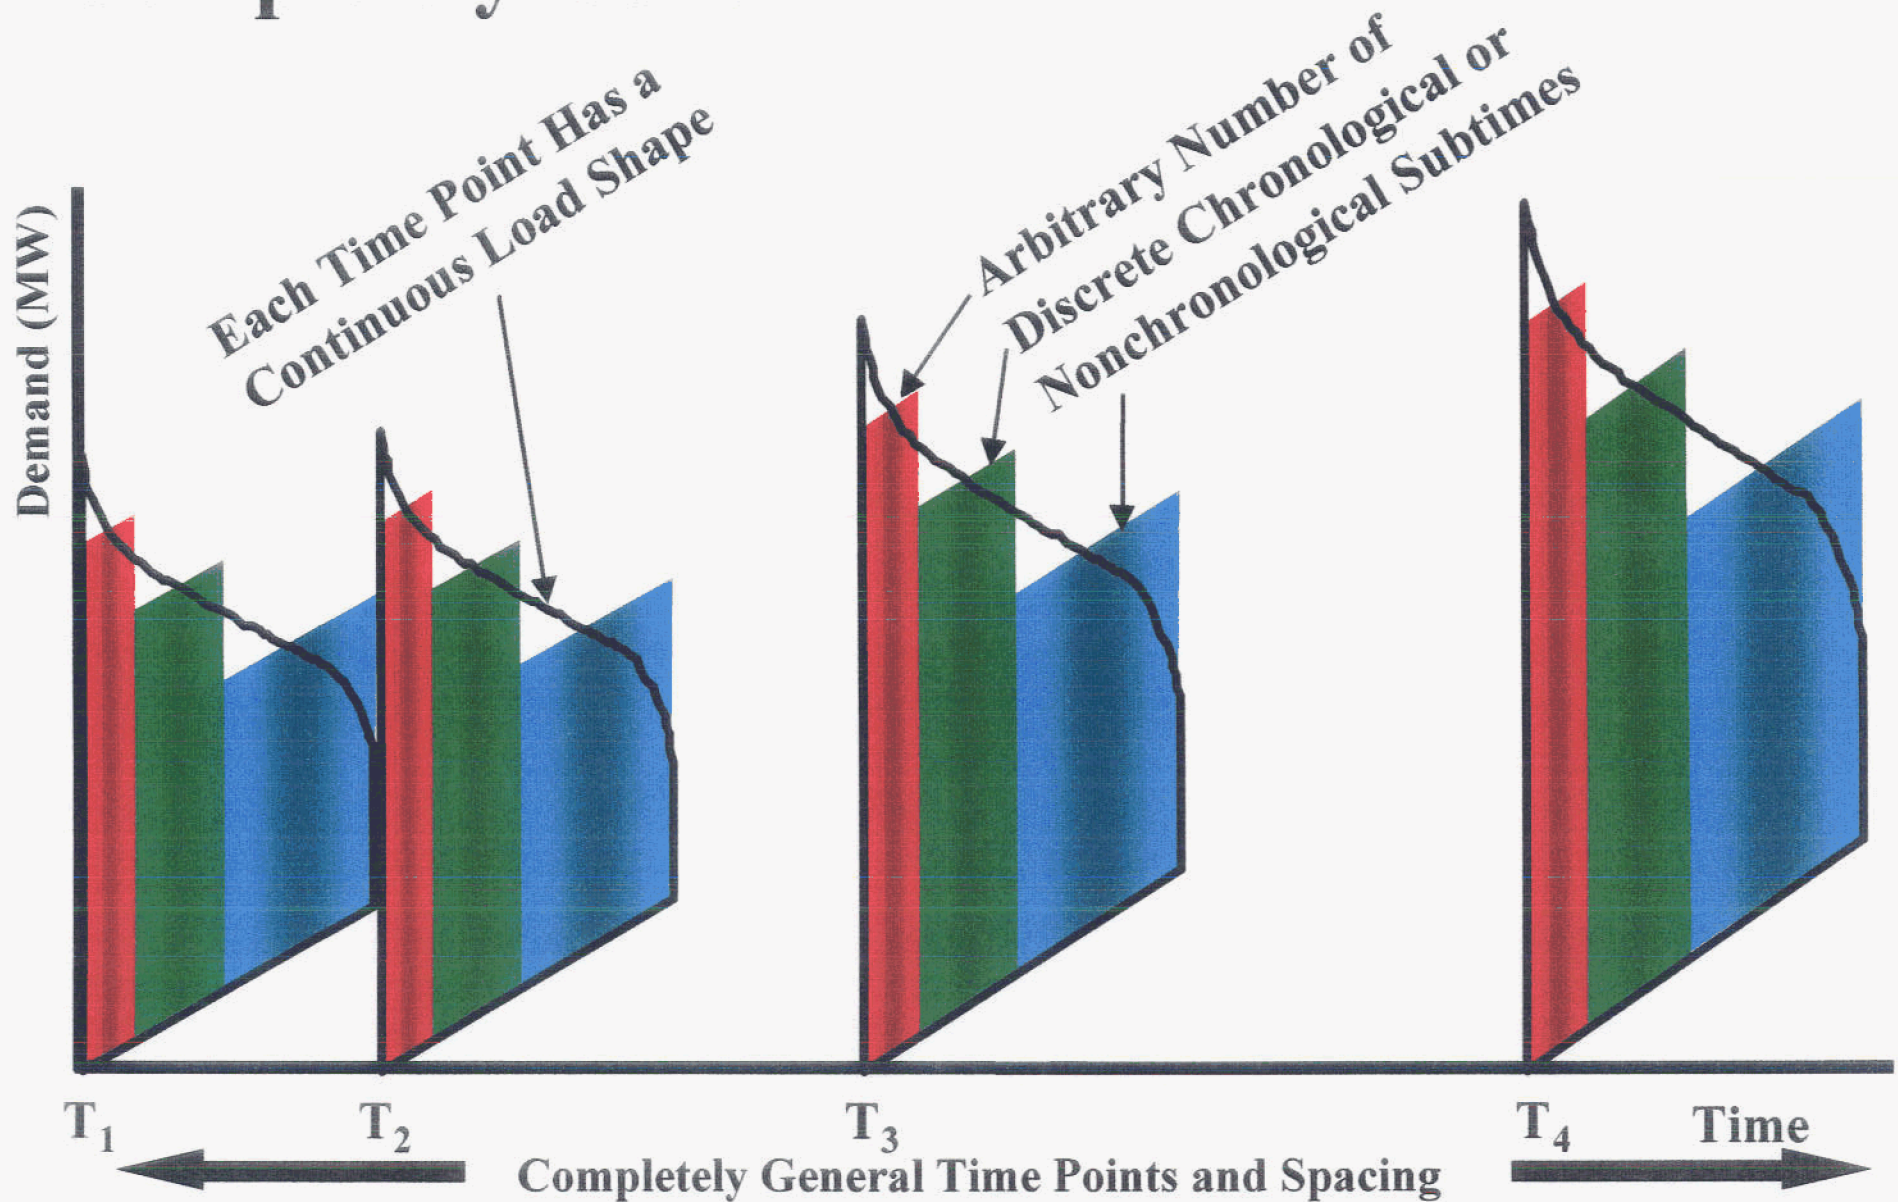 Each Time Point Has a
Continuous Load Shape
Arbitrary Number of
Discrete Chronological or
Nonchronological Subtimes
Demand (MW)
T1
T2
T3
T4
Time
Completely General Time Points and Spacing